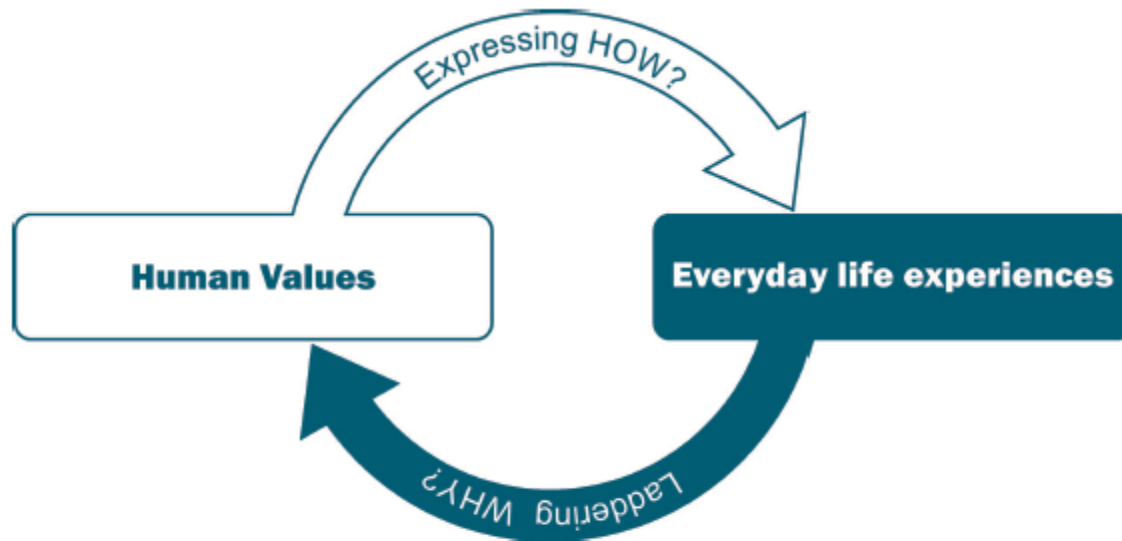 Expressing HOW?
Human Values
Everyday life experiences
Laddering WHY?